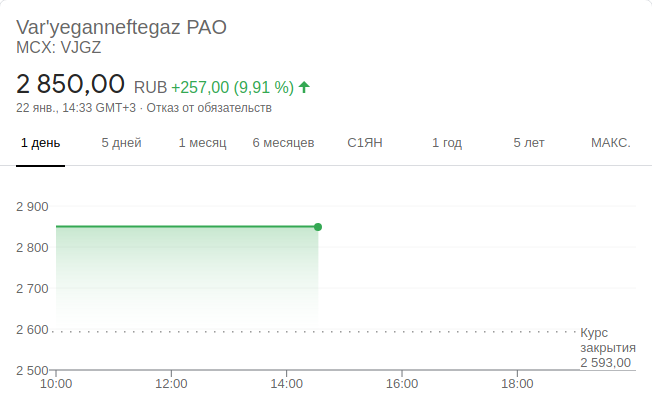 Var'yeganneftegaz PAO
MCX: VJGZ
2 850,00 RUB +257,00 (9,91 %)
22 янв., 14:33 GMT+3 · Отказ от обязательств
1 день 5 дней 1 месяц 6 месяцев С1ЯН 1 год 5 лет МАКС.
2 900
2 800
2 700
2 600
Курс
закрытия
2 593,00
2 500
10:00 12:00 14:00 16:00 18:00